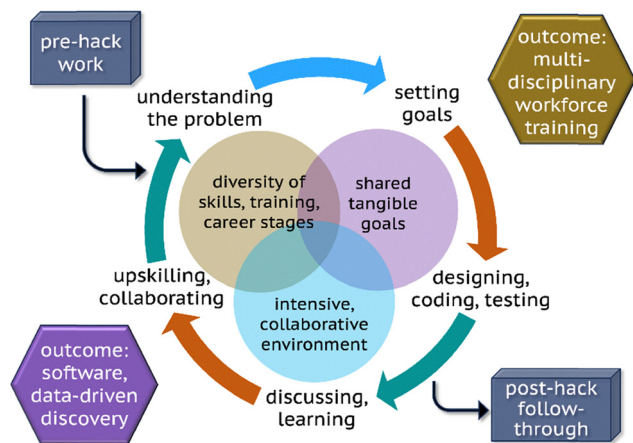 pre-hack
work
outcome:
multi-
disciplinary
workforce
training
understanding
the problem
setting
goals
diversity of
skills, training,
career stages
shared
tangible
goals
upskilling,
collaborating
designing,
coding, testing
intensive,
collaborative
environment
outcome:
software,
data-driven
discovery
discussing,
learning
post-hack
follow-
through